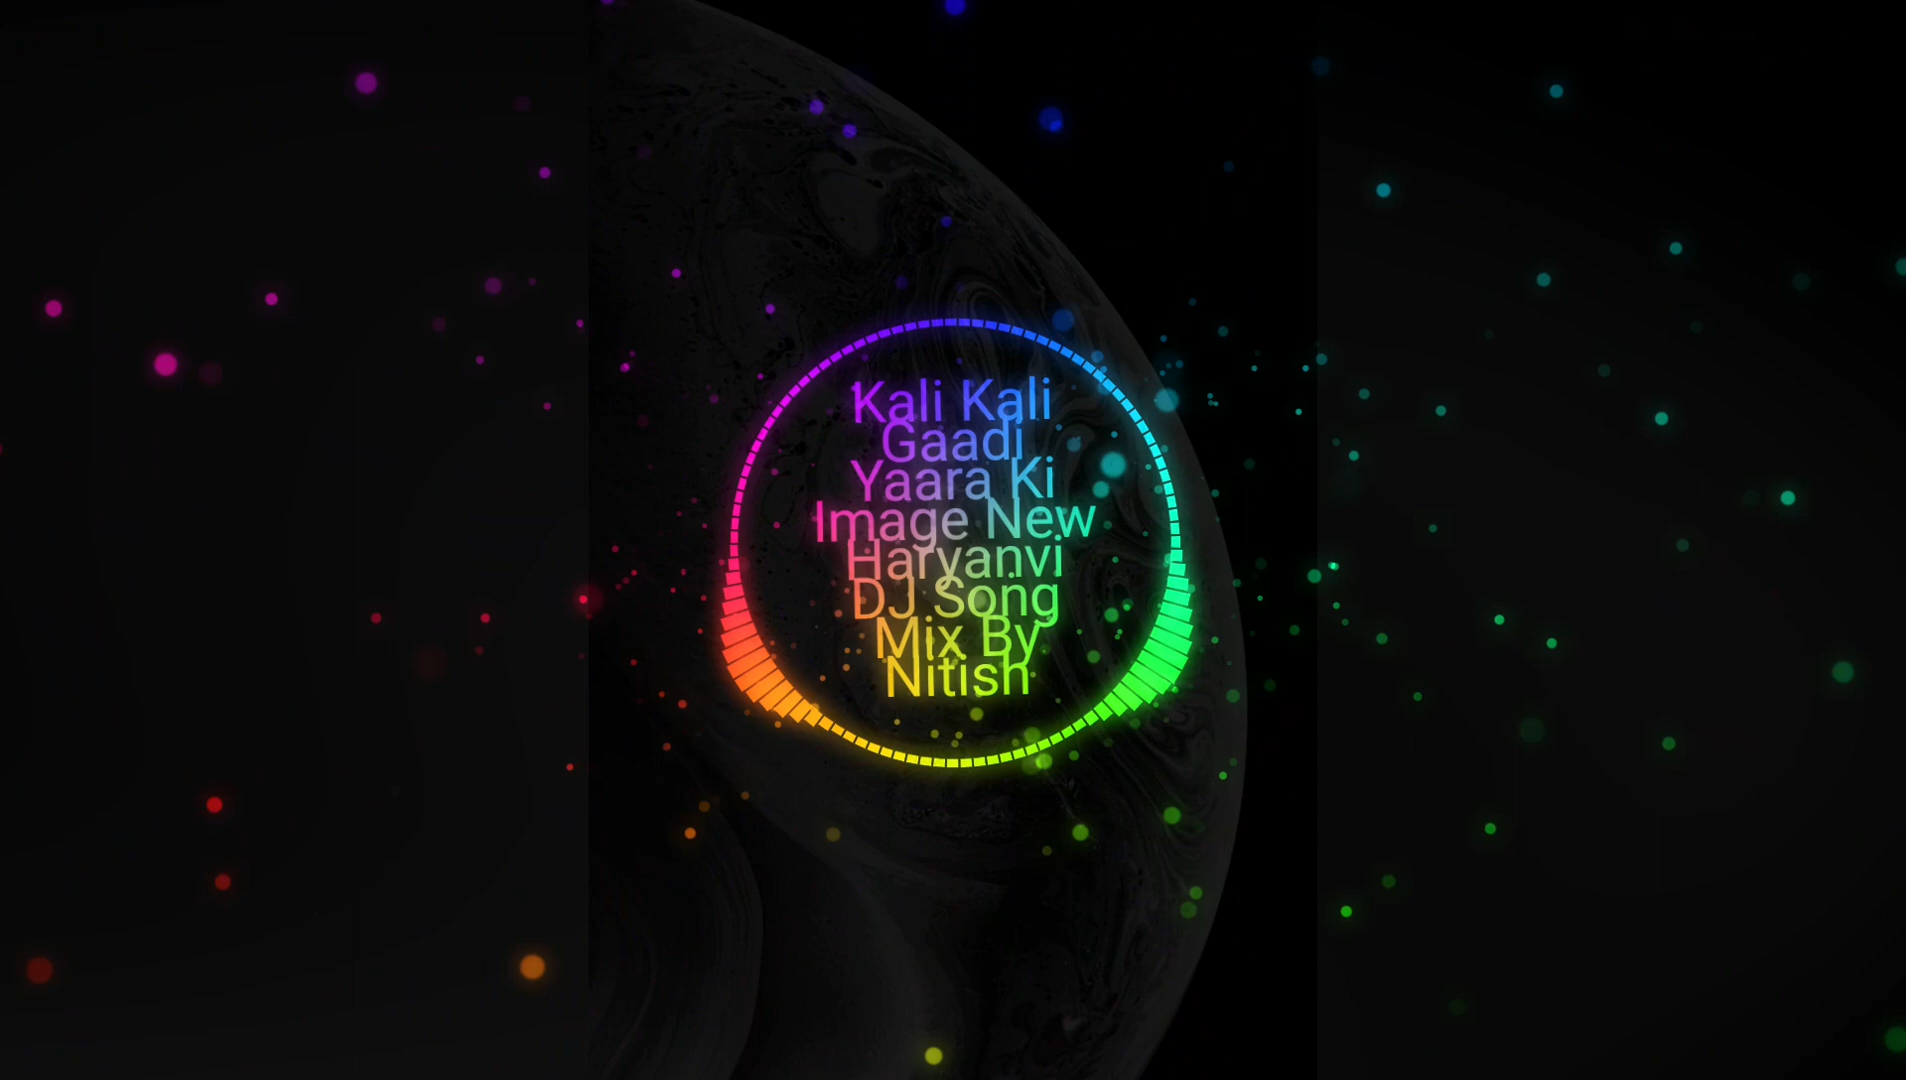 Kali Kali
Gaadi
Yaara Ki
Image New
Haryanvi
DJ Song
Mix By
Nitish